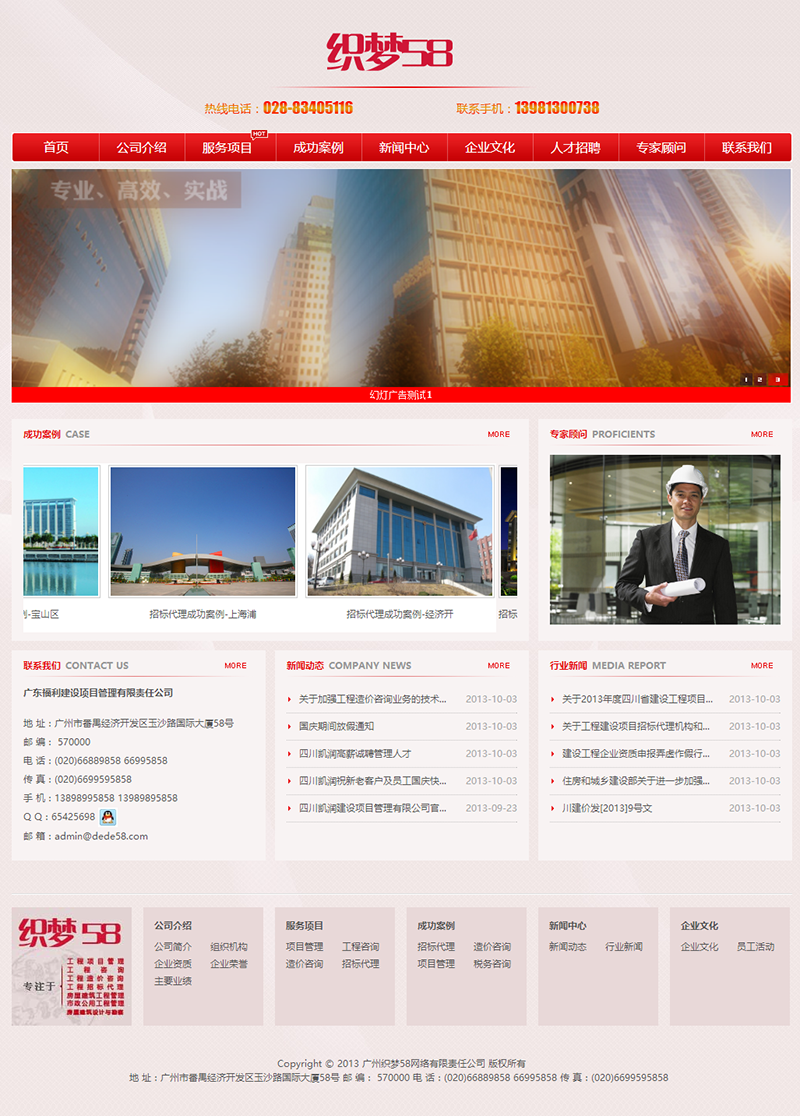 织梦58
热线电话：028-83405116 联系手机：13981300738
HOT
首页 公司介绍 服务项目 成功案例 新闻中心 企业文化 人才招聘 专家顾问 联系我们
专业、高效、实战
1 2 3
幻灯广告测试1
成功案例 CASE MORE
专家顾问 PROFICIENTS MORE
-宝山区 招标代理成功案例-上海浦 招标代理成功案例-经济开 招标
联系我们 CONTACT US MORE
广东福利建设项目管理有限责任公司
地 址：广州市番禺经济开发区玉沙路国际大厦58号
邮 编： 570000
电 话：(020)66889858 66995858
传 真：(020)6699595858
手 机：13898995858 13989895858
Q Q：65425698
邮 箱：admin@dede58.com
新闻动态 COMPANY NEWS MORE
关于加强工程造价咨询业务的技术... 2013-10-03
国庆期间放假通知 2013-10-03
四川凯润高薪诚聘管理人才 2013-10-03
四川凯润祝新老客户及员工国庆快... 2013-10-03
四川凯润建设项目管理有限公司官... 2013-09-23
行业新闻 MEDIA REPORT MORE
关于2013年度四川省建设工程项目... 2013-10-03
关于工程建设项目招标代理机构和... 2013-10-03
建设工程企业资质申报弄虚作假行... 2013-10-03
住房和城乡建设部关于进一步加强... 2013-10-03
川建价发[2013]9号文 2013-10-03
织梦58
专注于
工程项目管理
工程咨询
工程造价咨询
工程招标代理
房屋建筑工程管理
市政公用工程管理
房屋建筑设计与勘察
公司介绍
公司简介 组织机构
企业资质 企业荣誉
主要业绩
服务项目
项目管理 工程咨询
造价咨询 招标代理
成功案例
招标代理 造价咨询
项目管理 税务咨询
新闻中心
新闻动态 行业新闻
企业文化
企业文化 员工活动
Copyright © 2013 广州织梦58网络有限责任公司 版权所有
地 址：广州市番禺经济开发区玉沙路国际大厦58号 邮 编： 570000 电 话：(020)66889858 66995858 传 真：(020)6699595858